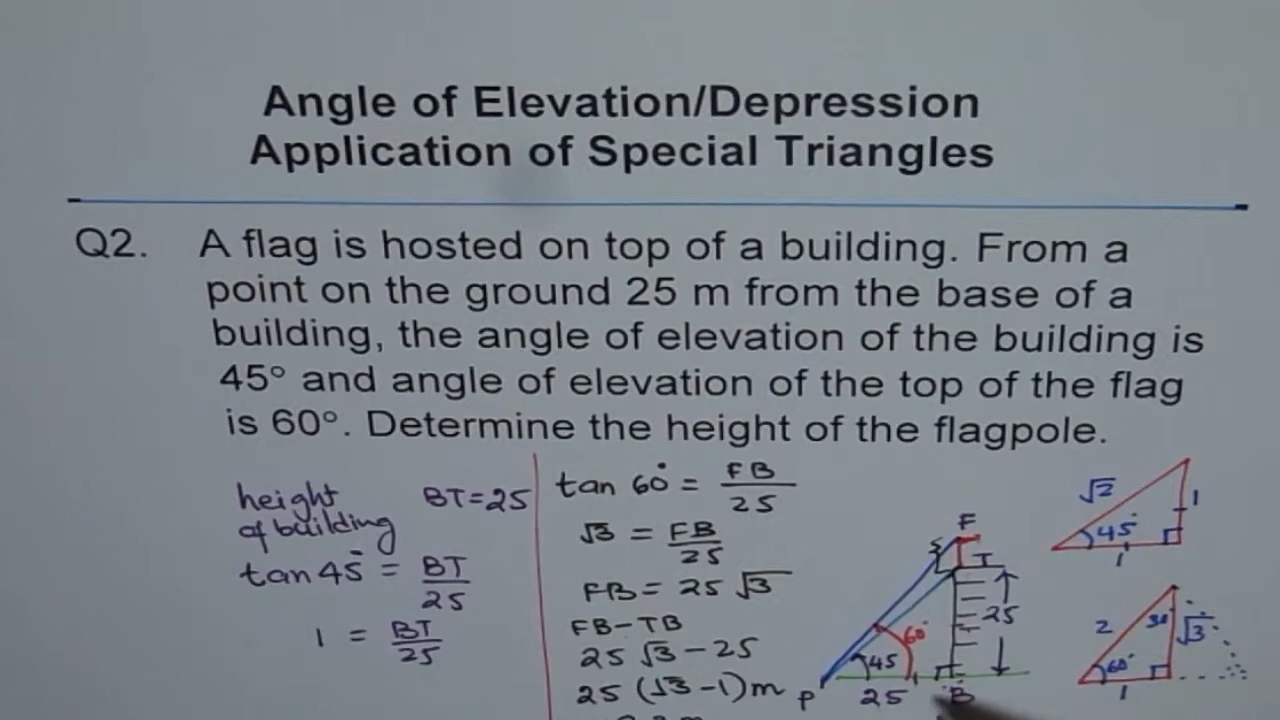 Angle of Elevation/Depression
Application of Special Triangles
Q2. A flag is hosted on top of a building. From a
point on the ground 25 m from the base of a
building, the angle of elevation of the building is
45° and angle of elevation of the top of the flag
is 60°. Determine the height of the flagpole.
height BT=25
of building
tan 45° = BT/25
1 = BT/25
tan 60° = FB/25
√3 = FB/25
FB = 25 √3
FB-TB
25 √3 - 25
25 (√3 - 1) m
F
T
25
60°
45
P 25 B
√2 1
45°
1
2 30° √3
60°
1